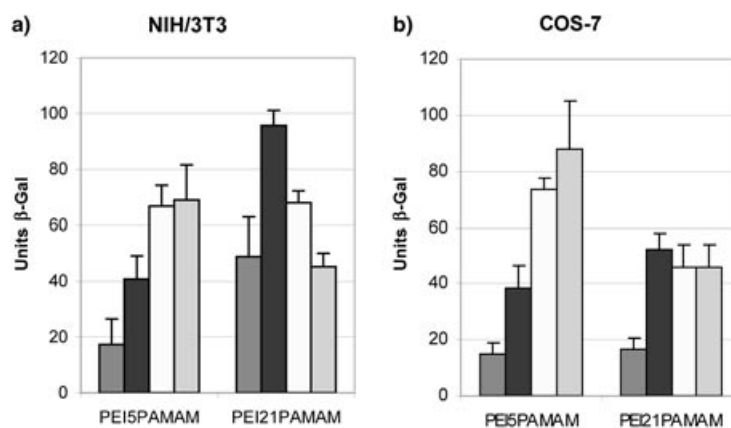 a) NIH/3T3
Units β-Gal
120
100
80
60
40
20
0
PEI5PAMAM PEI21PAMAM
b) COS-7
Units β-Gal
120
100
80
60
40
20
0
PEI5PAMAM PEI21PAMAM